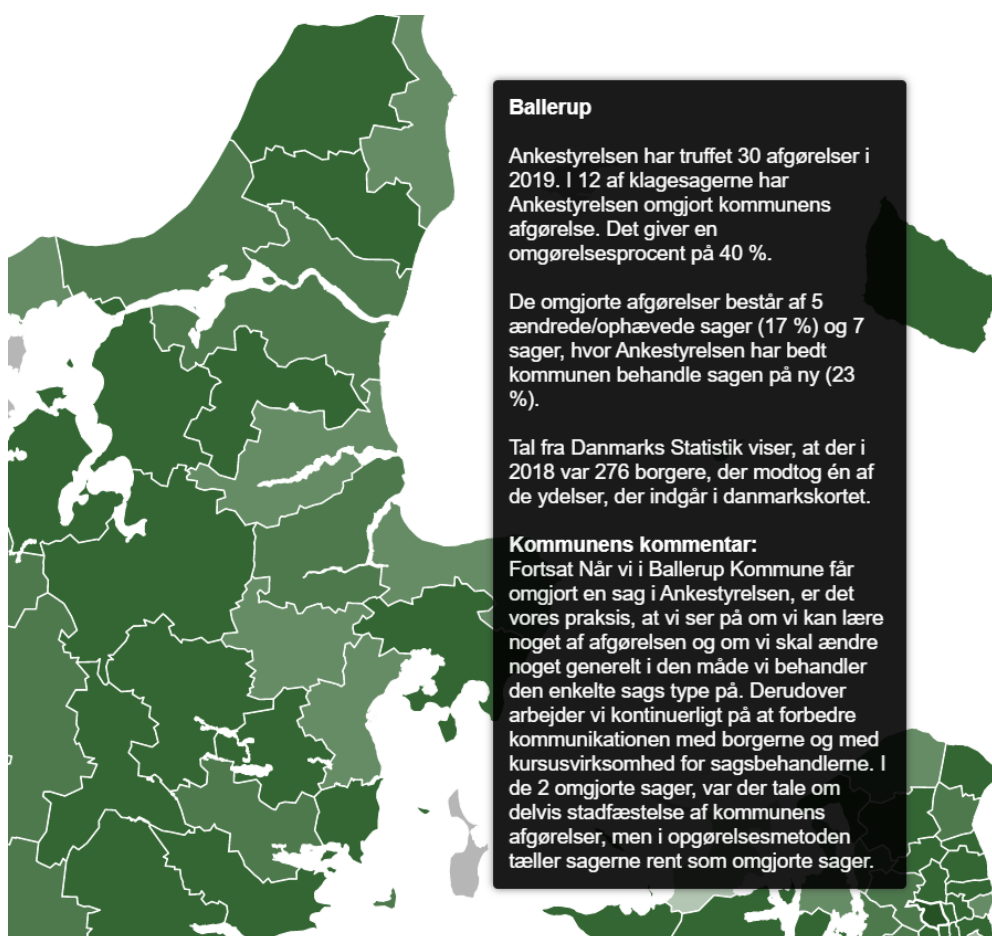 Ballerup
Ankestyrelsen har truffet 30 afgørelser i
2019. I 12 af klagesagerne har
Ankestyrelsen omgjort kommunens
afgørelse. Det giver en
omgørelsesprocent på 40 %.
De omgjorte afgørelser består af 5
ændrede/ophævede sager (17 %) og 7
sager, hvor Ankestyrelsen har bedt
kommunen behandle sagen på ny (23
%).
Tal fra Danmarks Statistik viser, at der i
2018 var 276 borgere, der modtog én af
de ydelser, der indgår i danmarkskortet.
Kommunens kommentar:
Fortsat Når vi i Ballerup Kommune får
omgjort en sag i Ankestyrelsen, er det
vores praksis, at vi ser på om vi kan lære
noget af afgørelsen og om vi skal ændre
noget generelt i den måde vi behandler
den enkelte sags type på. Derudover
arbejder vi kontinuerligt på at forbedre
kommunikationen med borgerne og med
kursusvirksomhed for sagsbehandlerne. I
de 2 omgjorte sager, var der tale om
delvis stadfæstelse af kommunens
afgørelser, men i opgørelsesmetoden
tæller sagerne rent som omgjorte sager.